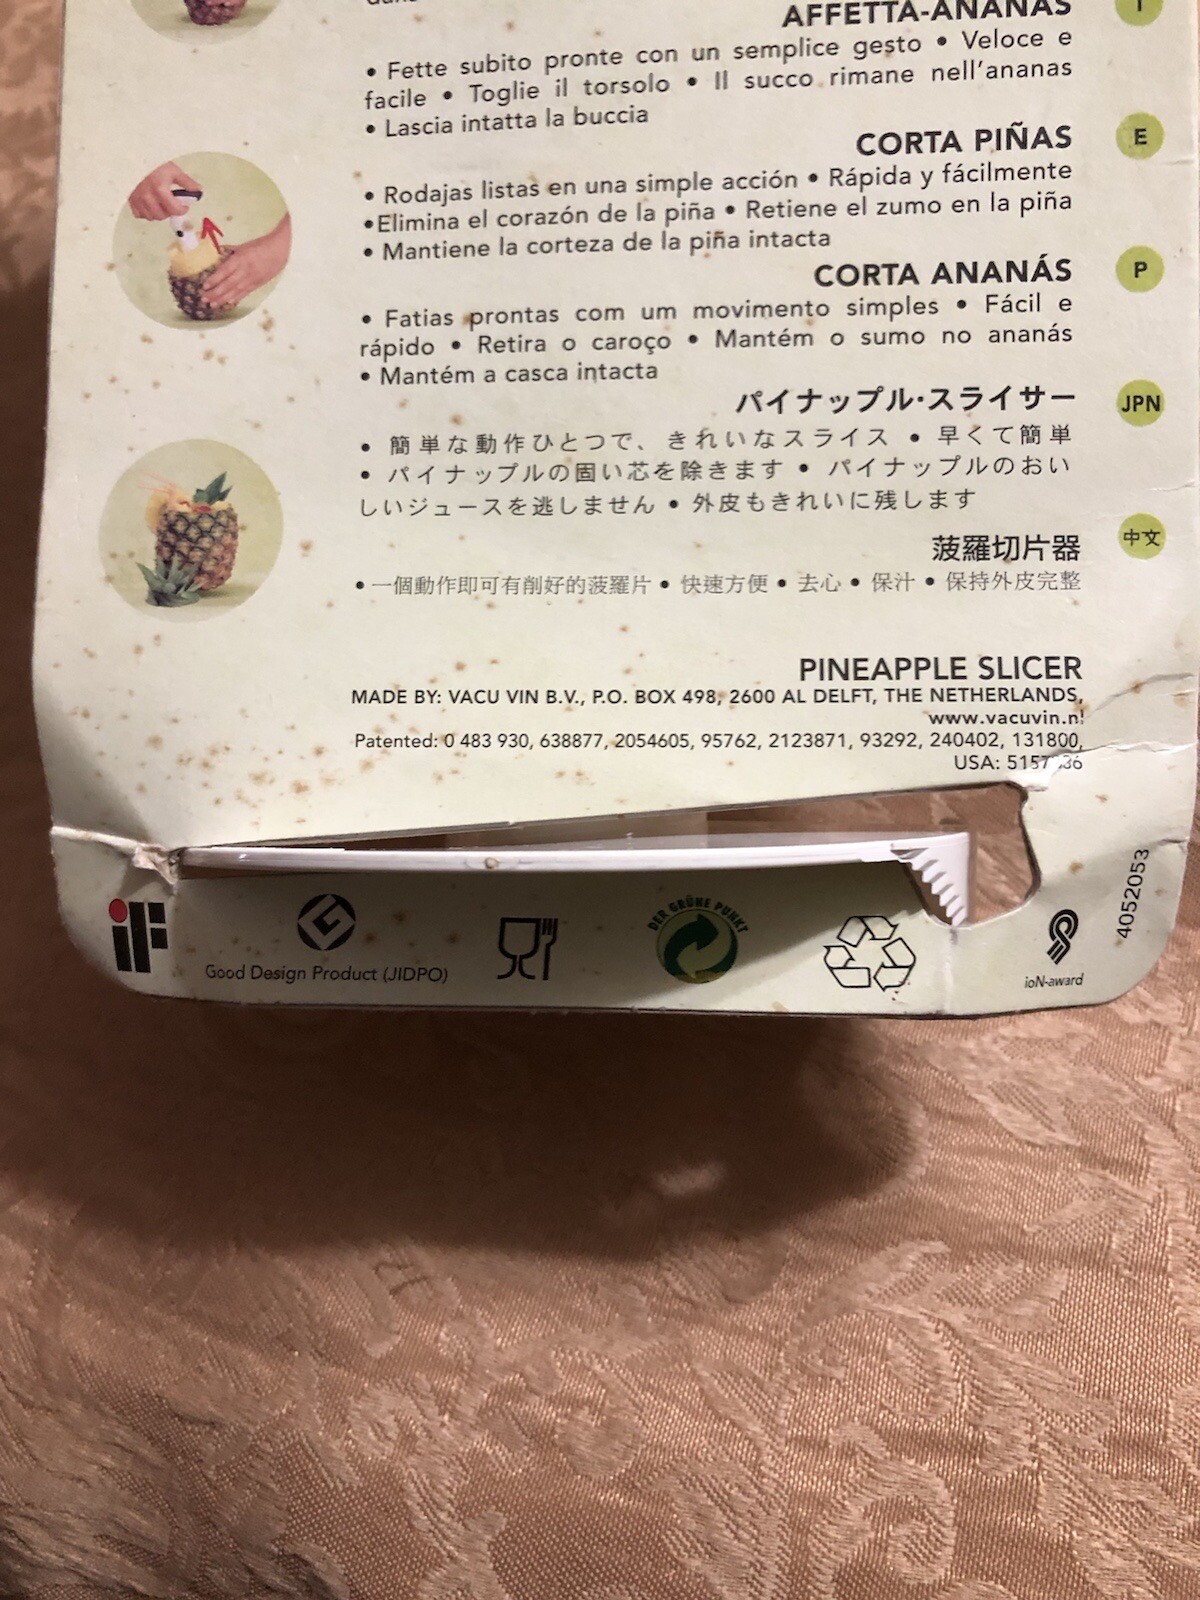 AFFETTA-ANANAS
I
• Fette subito pronte con un semplice gesto • Veloce e
facile • Toglie il torsolo • Il succo rimane nell'ananas
• Lascia intatta la buccia
CORTA PIÑAS
E
• Rodajas listas en una simple acción • Rápida y fácilmente
•Elimina el corazón de la piña • Retiene el zumo en la piña
• Mantiene la corteza de la piña intacta
CORTA ANANÁS
P
• Fatias prontas com um movimento simples • Fácil e
rápido • Retira o caroço • Mantém o sumo no ananás
• Mantém a casca intacta
パイナップル・スライサー
JPN
• 簡単な動作ひとつで、きれいなスライス • 早くて簡単
• パイナップルの固い芯を除きます • パイナップルのおい
しいジュースを逃しません • 外皮もきれいに残します
菠羅切片器
中文
• 一個動作即可有削好的菠羅片 • 快速方便 • 去心 • 保汁 • 保持外皮完整
PINEAPPLE SLICER
MADE BY: VACU VIN B.V., P.O. BOX 498, 2600 AL DELFT, THE NETHERLANDS,
www.vacuvin.nl
Patented: 0 483 930, 638877, 2054605, 95762, 2123871, 93292, 240402, 131800,
USA:
iF
G
Good Design Product (JIDPO)
DER GRÜNE PUNKT
ioN-award
4052053